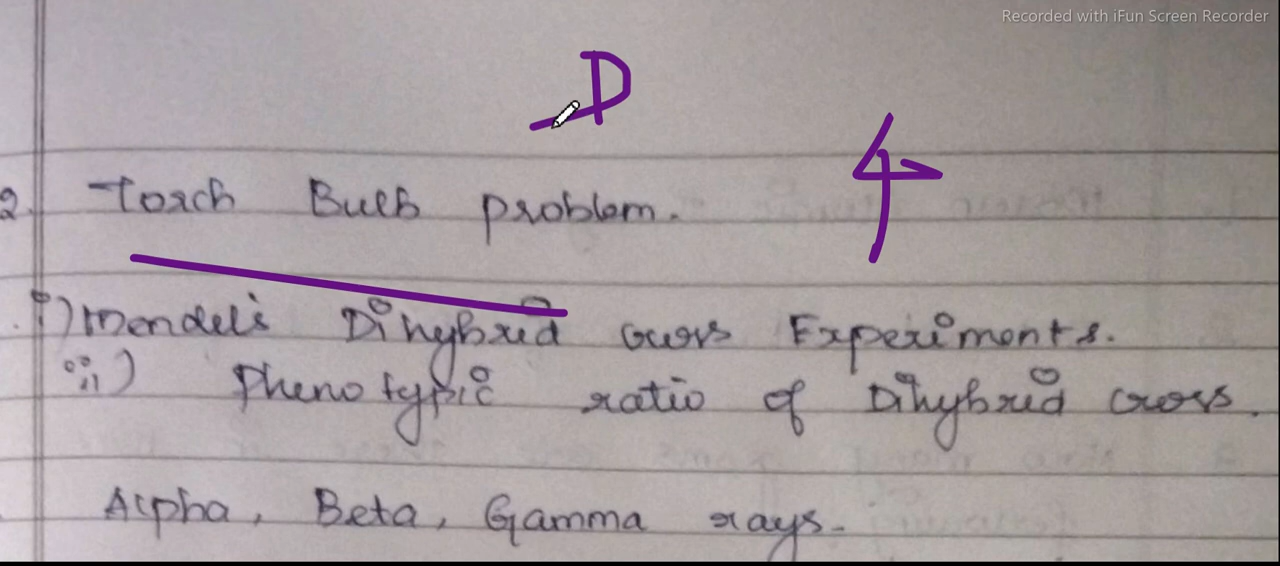 Recorded with iFun Screen Recorder
D
4
2. Torch Bulb problem.
i) Mendel's Dihybrid cross Experiments.
ii) Phenotypic ratio of Dihybrid cross.
Alpha, Beta, Gamma rays.